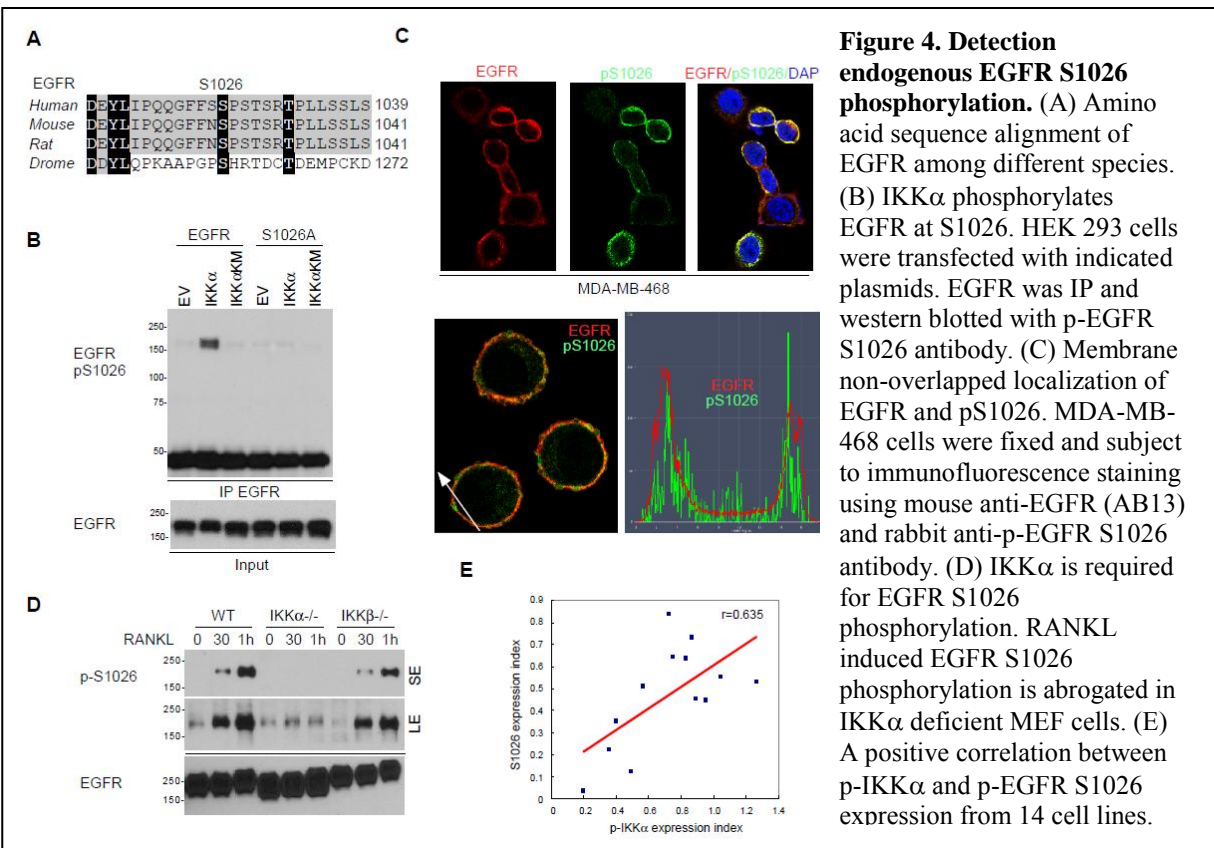 A
EGFR S1026
Human DEYLIPQQGFFSSPSTSRTPLLSSLS 1039
Mouse DEYLIPQQGFFNSPSTSRTPLLSSLS 1041
Rat DEYLIPQQGFFNSPSTSRTPLLSSLS 1041
Drome DDYLQPKAAPGPSHRTDCTDEMPCKD 1272
B
EGFR S1026A
EV IKKα IKKαKM EV IKKα IKKαKM
EGFR
pS1026
250-
150-
100-
75-
50-
IP EGFR
EGFR
250-
150-
Input
C
EGFR pS1026 EGFR/pS1026/DAP
MDA-MB-468
EGFR
pS1026
EGFR
pS1026
D
WT IKKα-/- IKKβ-/-
RANKL 0 30 1h 0 30 1h 0 30 1h
p-S1026
250-
150-
SE
250-
150-
LE
EGFR
250-
150-
E
r=0.635
S1026 expression index
0.9
0.8
0.7
0.6
0.5
0.4
0.3
0.2
0.1
0
0.0 0.2 0.4 0.6 0.8 1.0 1.2 1.4
p-IKKα expression index
Figure 4. Detection
endogenous EGFR S1026
phosphorylation. (A) Amino
acid sequence alignment of
EGFR among different species.
(B) IKKα phosphorylates
EGFR at S1026. HEK 293 cells
were transfected with indicated
plasmids. EGFR was IP and
western blotted with p-EGFR
S1026 antibody. (C) Membrane
non-overlapped localization of
EGFR and pS1026. MDA-MB-
468 cells were fixed and subject
to immunofluorescence staining
using mouse anti-EGFR (AB13)
and rabbit anti-p-EGFR S1026
antibody. (D) IKKα is required
for EGFR S1026
phosphorylation. RANKL
induced EGFR S1026
phosphorylation is abrogated in
IKKα deficient MEF cells. (E)
A positive correlation between
p-IKKα and p-EGFR S1026
expression from 14 cell lines.